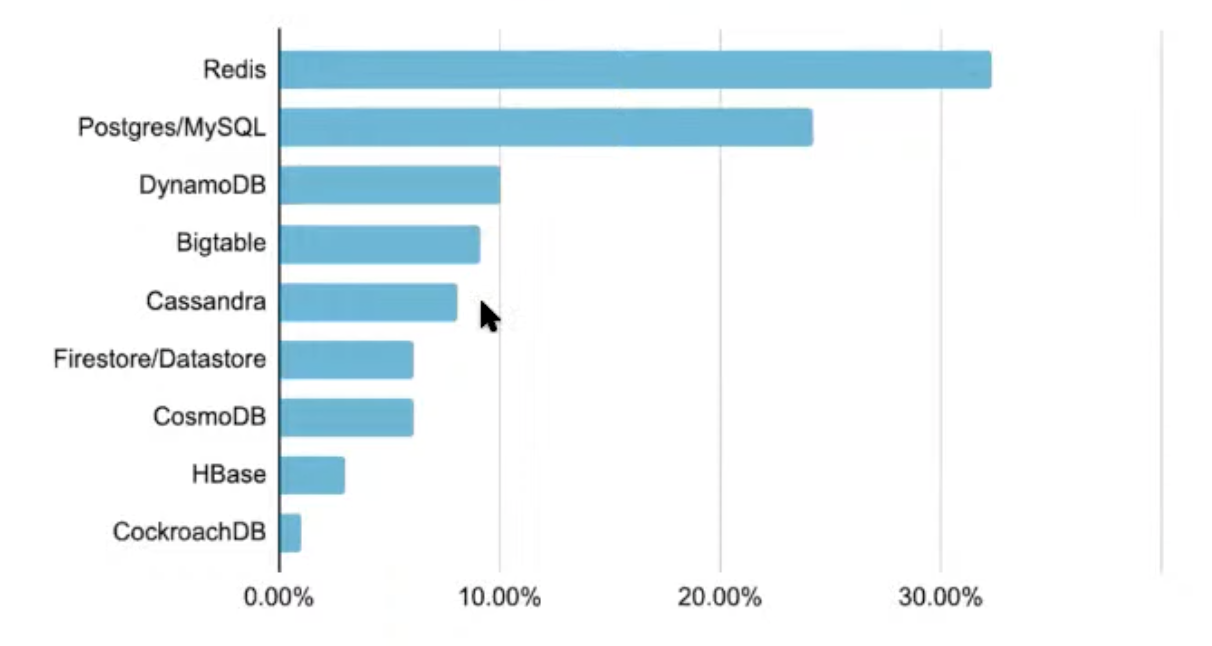 Redis
Postgres/MySQL
DynamoDB
Bigtable
Cassandra
Firestore/Datastore
CosmoDB
HBase
CockroachDB
0.00% 10.00% 20.00% 30.00%